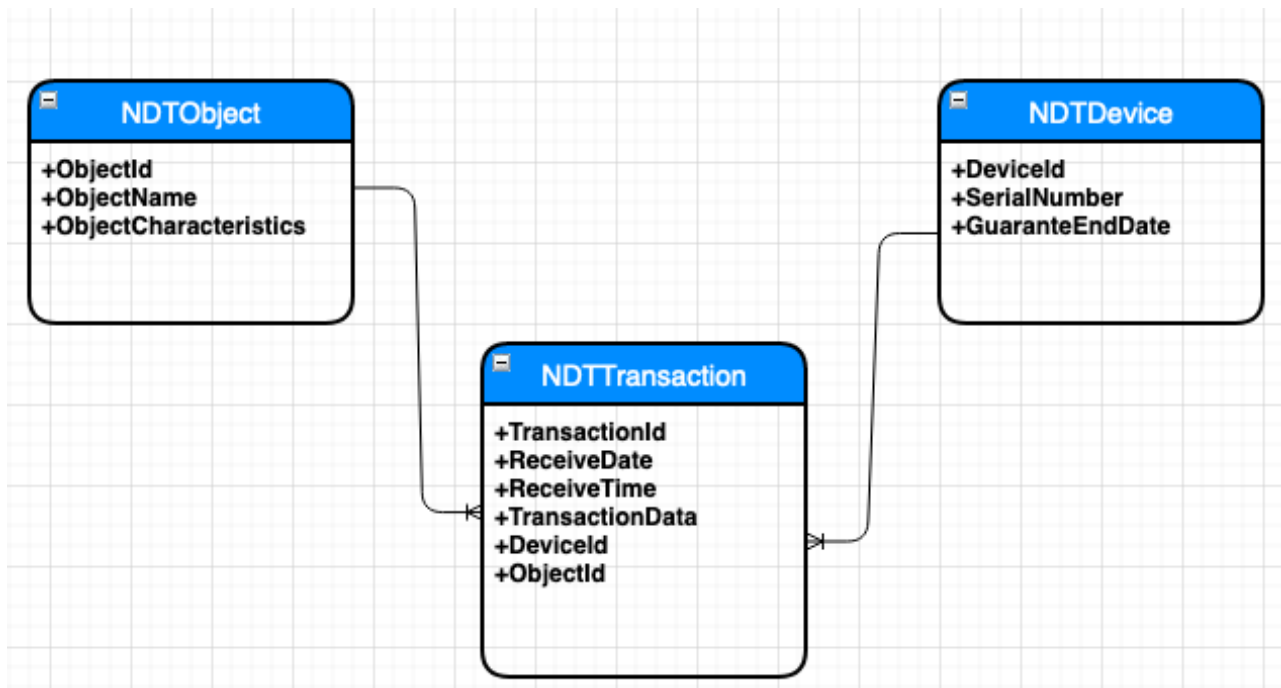 NDTObject
+ObjectId
+ObjectName
+ObjectCharacteristics
NDTDevice
+DeviceId
+SerialNumber
+GuaranteEndDate
NDTTransaction
+TransactionId
+ReceiveDate
+ReceiveTime
+TransactionData
+DeviceId
+ObjectId